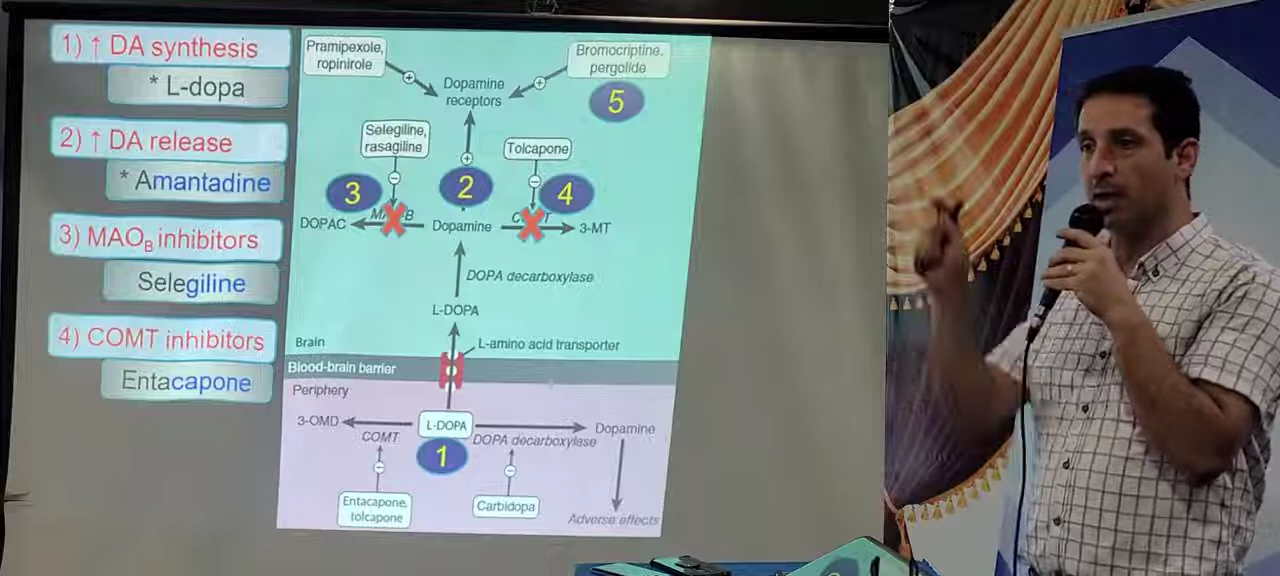 1) ↑ DA synthesis
* L-dopa
2) ↑ DA release
* Amantadine
3) MAOB inhibitors
Selegiline
4) COMT inhibitors
Entacapone
Pramipexole,
ropinirole
Bromocriptine,
pergolide
Dopamine
receptors
5
Selegiline,
rasagiline
Tolcapone
3
2
4
DOPAC
Dopamine
3-MT
DOPA decarboxylase
L-DOPA
Brain
L-amino acid transporter
Blood-brain barrier
Periphery
3-OMD
L-DOPA
Dopamine
COMT
DOPA decarboxylase
1
Entacapone,
tolcapone
Carbidopa
Adverse effects